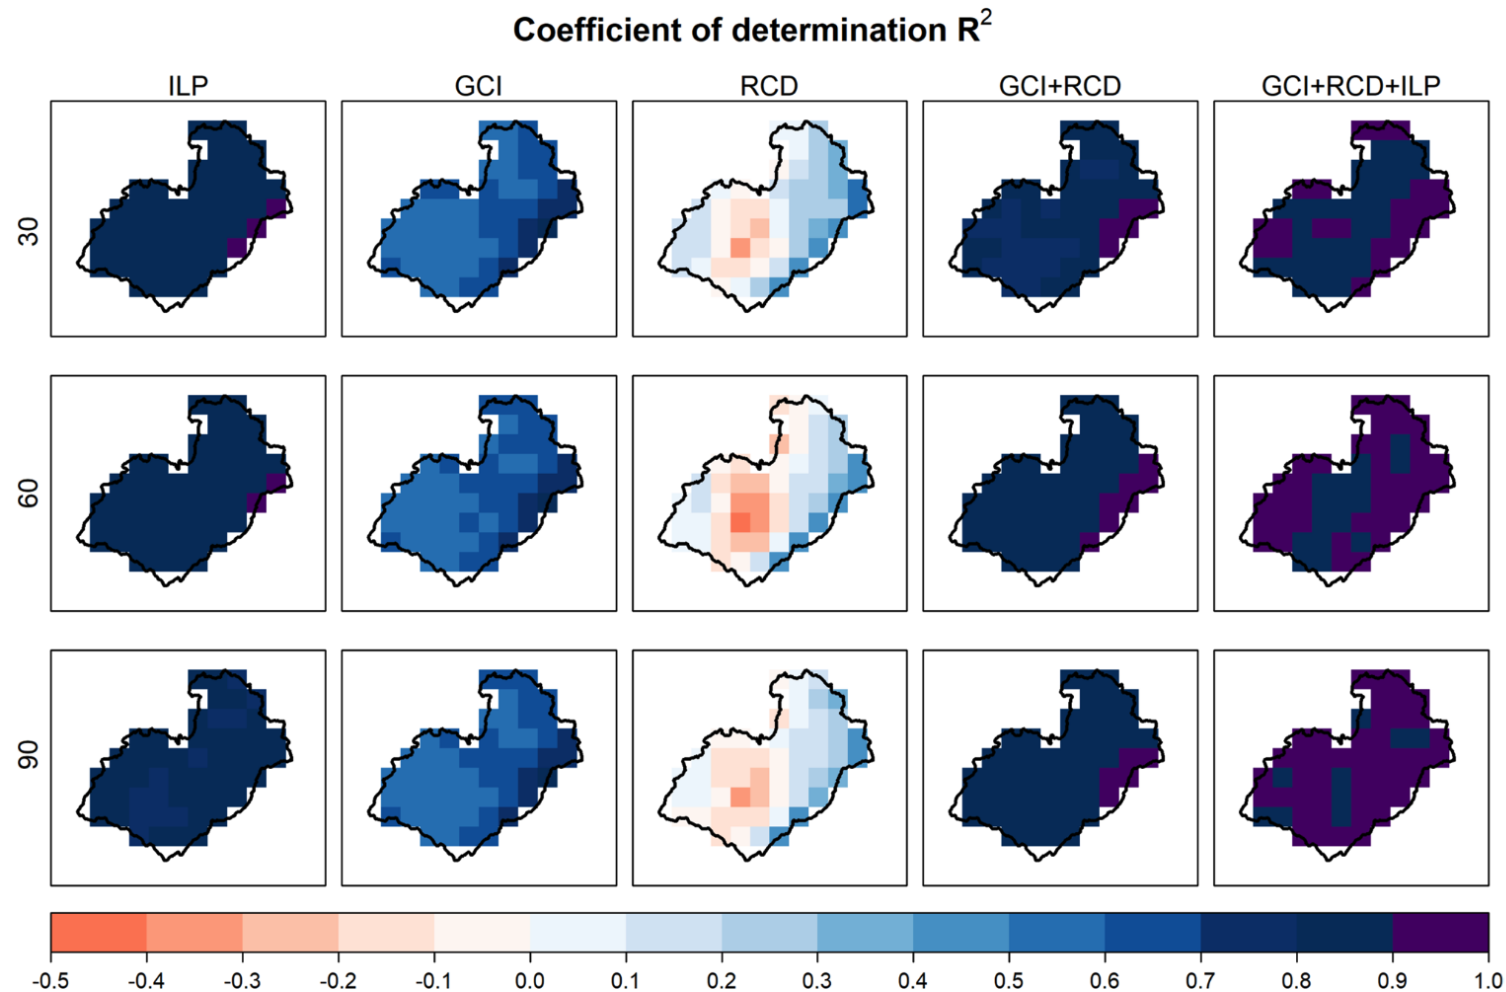 Coefficient of determination R²
ILP GCI RCD GCI+RCD GCI+RCD+ILP
30
60
90
-0.5 -0.4 -0.3 -0.2 -0.1 0.0 0.1 0.2 0.3 0.4 0.5 0.6 0.7 0.8 0.9 1.0